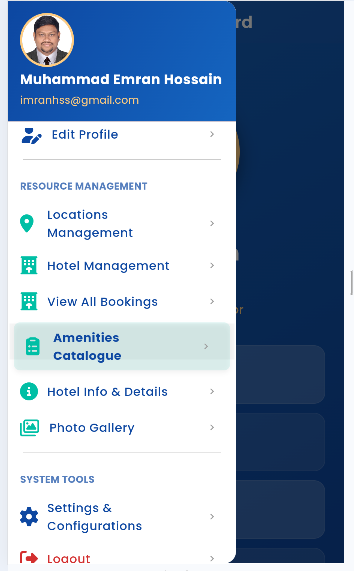 rd
Muhammad Emran Hossain
imranhss@gmail.com
Edit Profile
RESOURCE MANAGEMENT
Locations
Management
Hotel Management
View All Bookings
Amenities
Catalogue
Hotel Info & Details
Photo Gallery
or
SYSTEM TOOLS
Settings &
Configurations
Logout